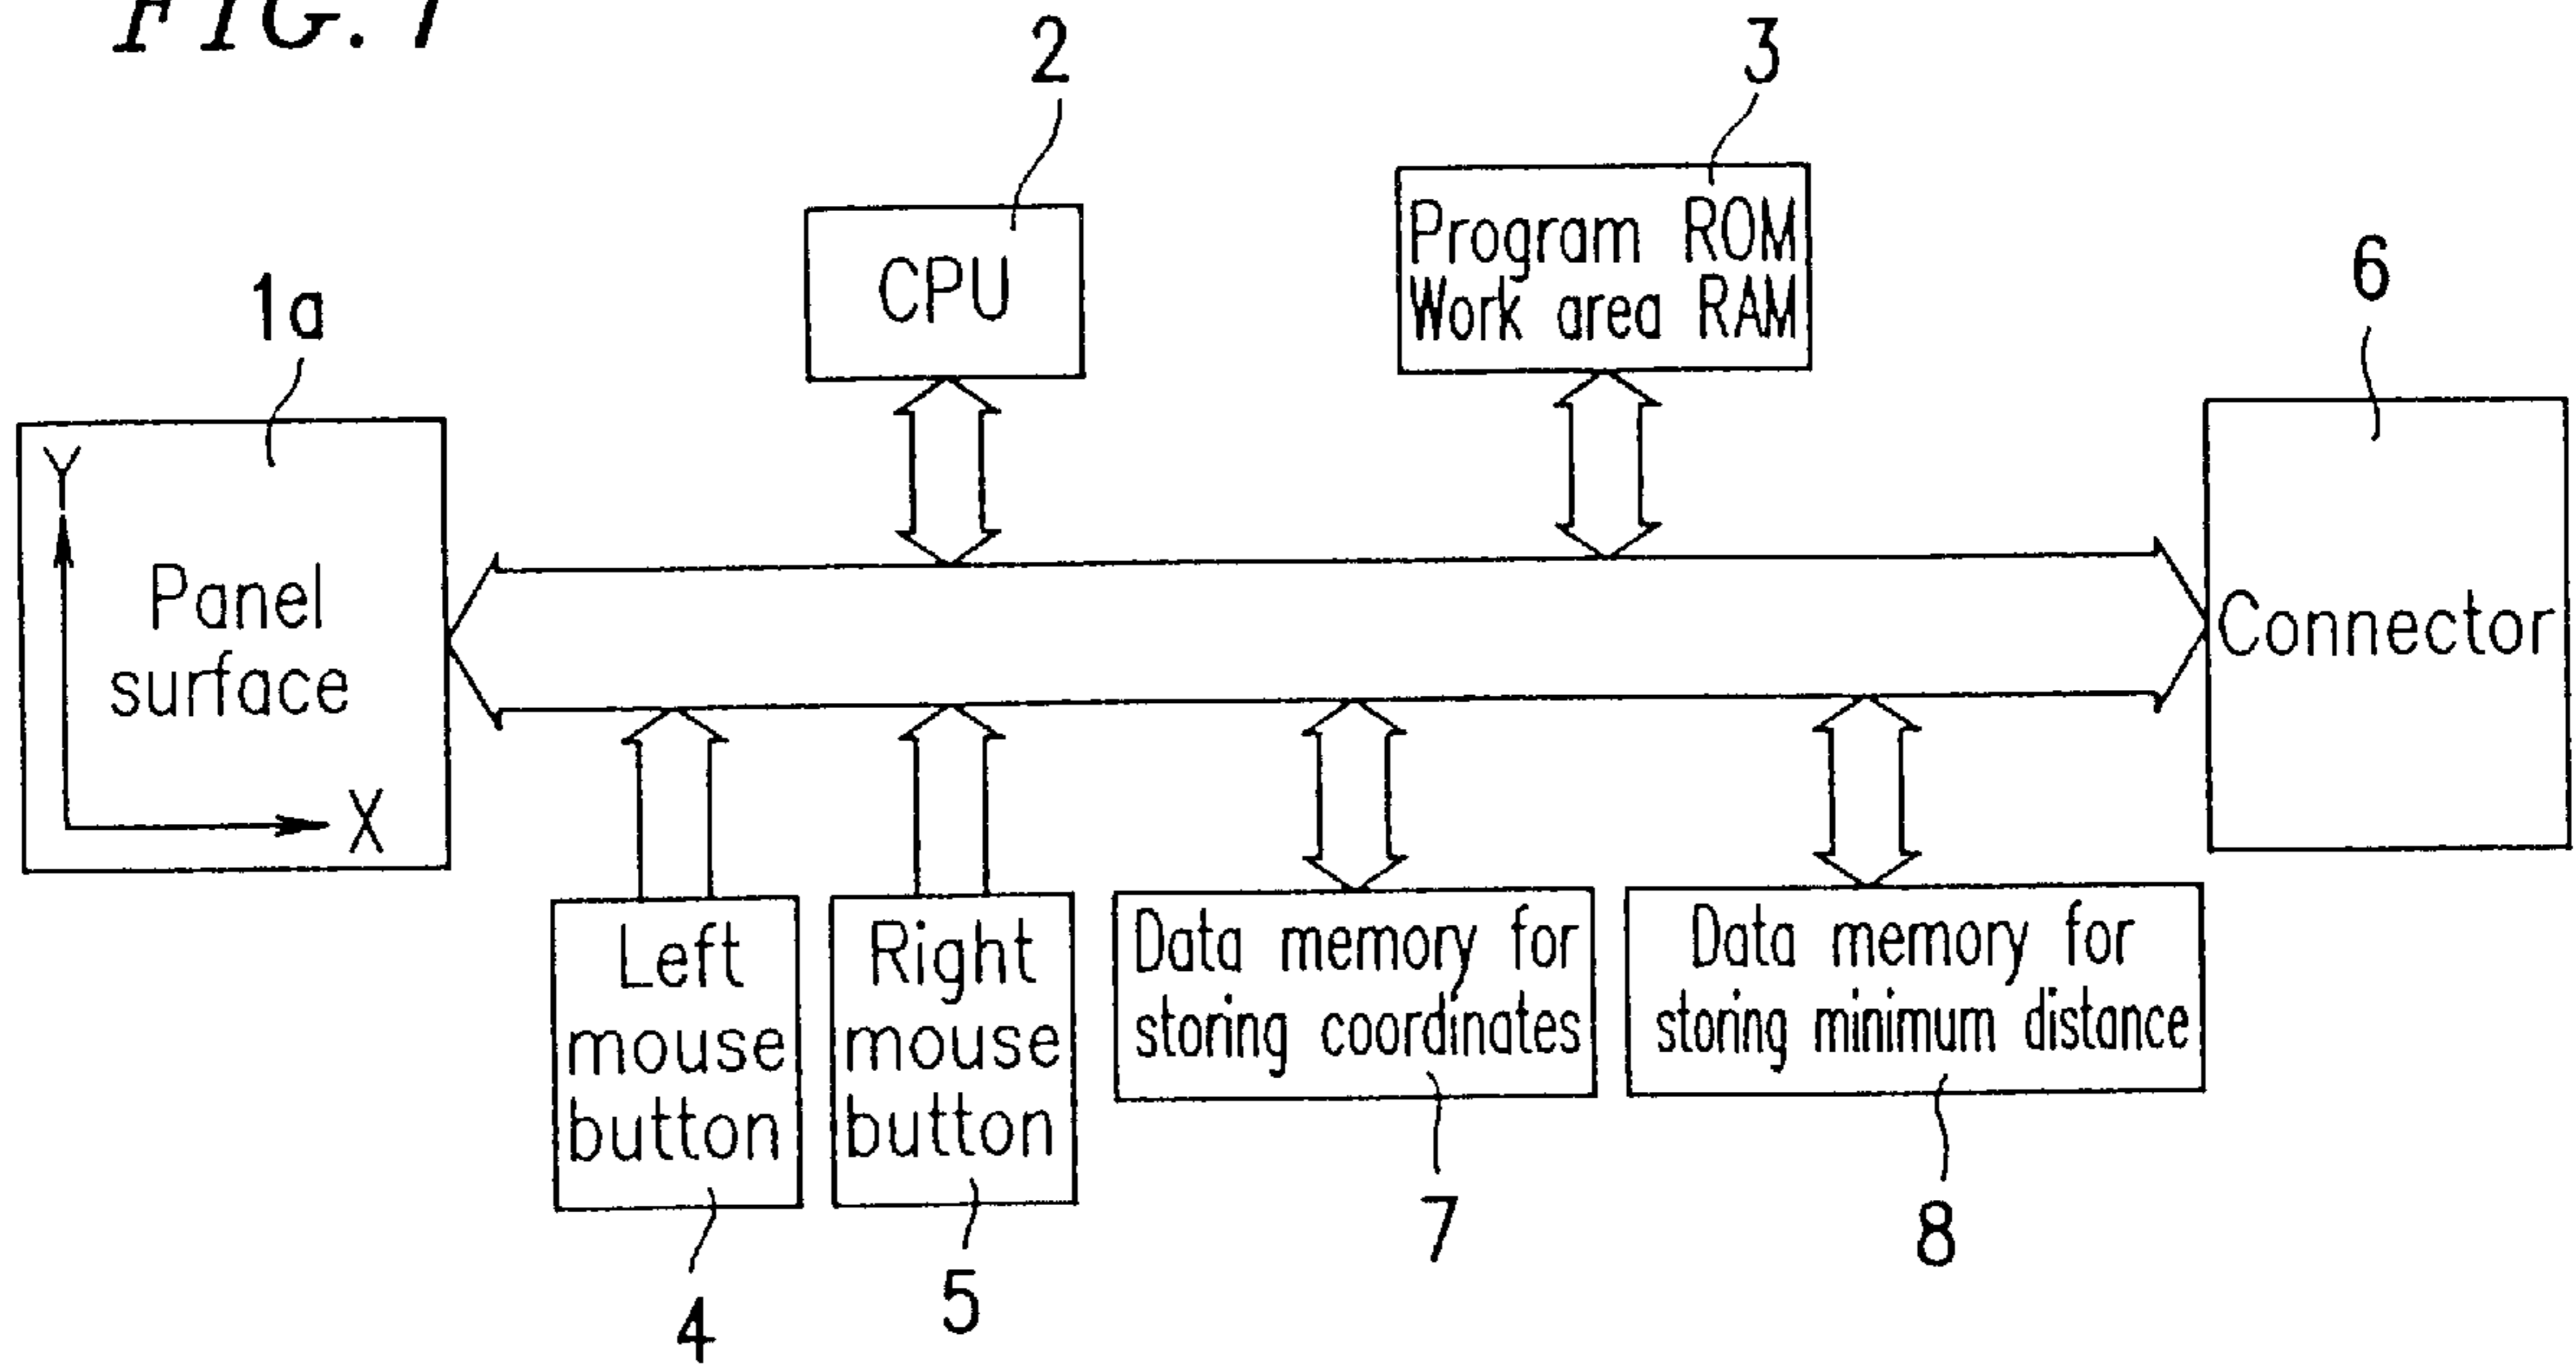 FIG. 1
2
3
CPU
Program ROM
Work area RAM
1a
6
Y
Panel
surface
X
Connector
Left
mouse
button
Right
mouse
button
Data memory for
storing coordinates
Data memory for
storing minimum distance
4
5
7
8